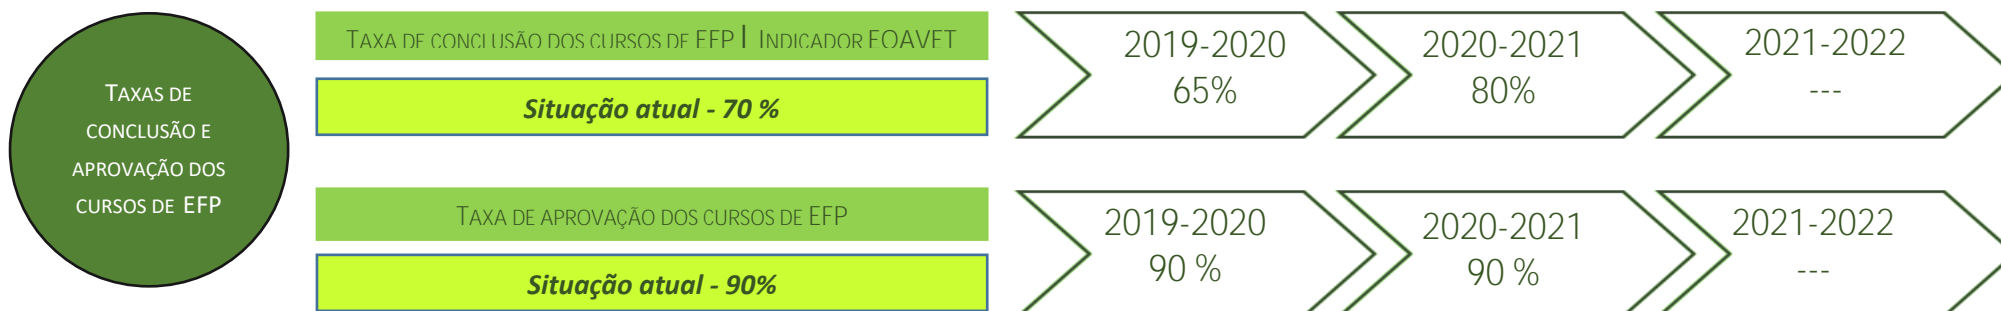 TAXAS DE
CONCLUSÃO E
APROVAÇÃO DOS
CURSOS DE EFP
TAXA DE CONCLUSÃO DOS CURSOS DE EFP | INDICADOR EQAVET
Situação atual - 70 %
2019-2020
65%
2020-2021
80%
2021-2022
---
TAXA DE APROVAÇÃO DOS CURSOS DE EFP
Situação atual - 90%
2019-2020
90 %
2020-2021
90 %
2021-2022
---